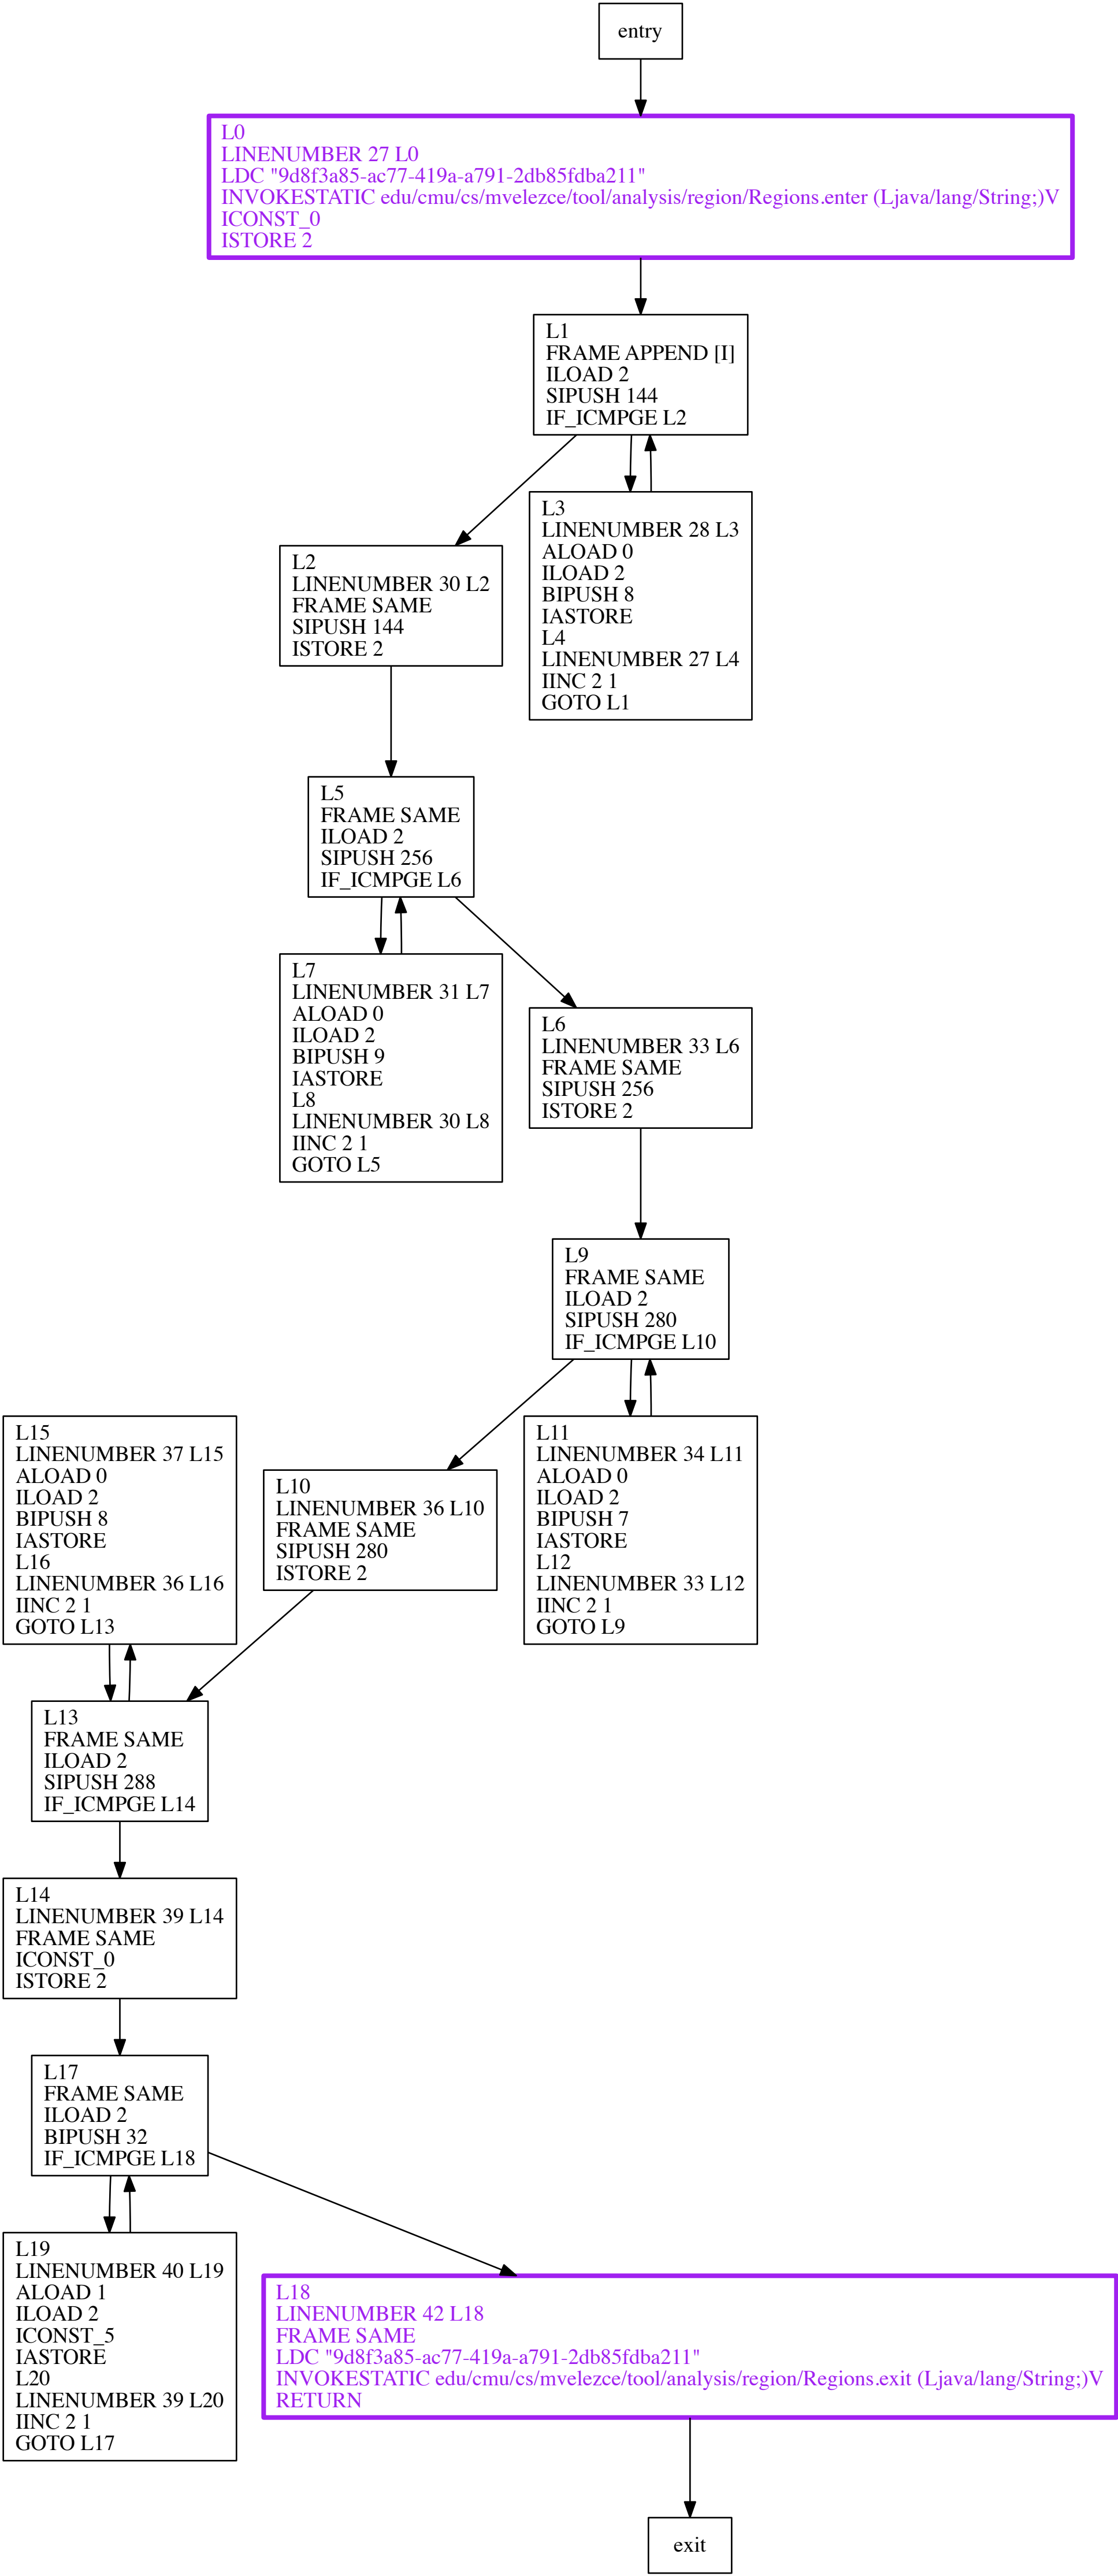 entry
L0
LINENUMBER 27 L0
LDC "9d8f3a85-ac77-419a-a791-2db85fdba211"
INVOKESTATIC edu/cmu/cs/mvelezce/tool/analysis/region/Regions.enter (Ljava/lang/String;)V
ICONST_0
ISTORE 2
L1
FRAME APPEND [I]
ILOAD 2
SIPUSH 144
IF_ICMPGE L2
L3
LINENUMBER 28 L3
ALOAD 0
ILOAD 2
BIPUSH 8
IASTORE
L4
LINENUMBER 27 L4
IINC 2 1
GOTO L1
L2
LINENUMBER 30 L2
FRAME SAME
SIPUSH 144
ISTORE 2
L5
FRAME SAME
ILOAD 2
SIPUSH 256
IF_ICMPGE L6
L7
LINENUMBER 31 L7
ALOAD 0
ILOAD 2
BIPUSH 9
IASTORE
L8
LINENUMBER 30 L8
IINC 2 1
GOTO L5
L6
LINENUMBER 33 L6
FRAME SAME
SIPUSH 256
ISTORE 2
L9
FRAME SAME
ILOAD 2
SIPUSH 280
IF_ICMPGE L10
L15
LINENUMBER 37 L15
ALOAD 0
ILOAD 2
BIPUSH 8
IASTORE
L16
LINENUMBER 36 L16
IINC 2 1
GOTO L13
L10
LINENUMBER 36 L10
FRAME SAME
SIPUSH 280
ISTORE 2
L11
LINENUMBER 34 L11
ALOAD 0
ILOAD 2
BIPUSH 7
IASTORE
L12
LINENUMBER 33 L12
IINC 2 1
GOTO L9
L13
FRAME SAME
ILOAD 2
SIPUSH 288
IF_ICMPGE L14
L14
LINENUMBER 39 L14
FRAME SAME
ICONST_0
ISTORE 2
L17
FRAME SAME
ILOAD 2
BIPUSH 32
IF_ICMPGE L18
L19
LINENUMBER 40 L19
ALOAD 1
ILOAD 2
ICONST_5
IASTORE
L20
LINENUMBER 39 L20
IINC 2 1
GOTO L17
L18
LINENUMBER 42 L18
FRAME SAME
LDC "9d8f3a85-ac77-419a-a791-2db85fdba211"
INVOKESTATIC edu/cmu/cs/mvelezce/tool/analysis/region/Regions.exit (Ljava/lang/String;)V
RETURN
exit